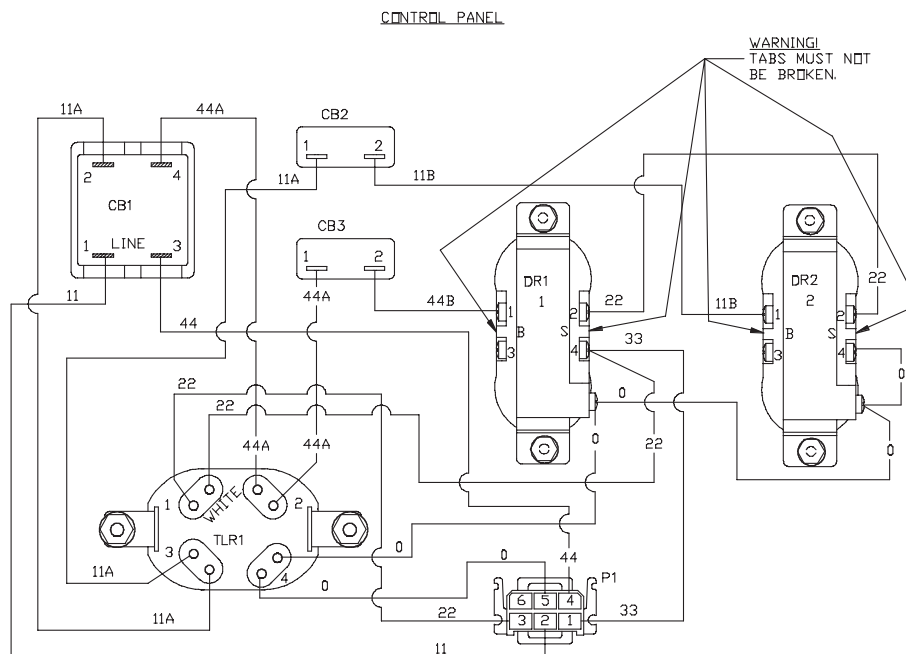 CONTROL PANEL
WARNING!
TABS MUST NOT
BE BROKEN.
11A
44A
CB2
1
2
11A
11B
2
4
CB1
1
LINE
3
CB3
1
2
44A
44B
11
44
DR1
1
1
2
B
S
3
4
22
33
11B
22
DR2
2
1
2
B
S
3
4
0
0
0
0
22
22
22
44A
44A
1
WHITE
2
TLR1
3
4
11A
11A
0
0
0
44
P1
6
5
4
3
2
1
22
33
11